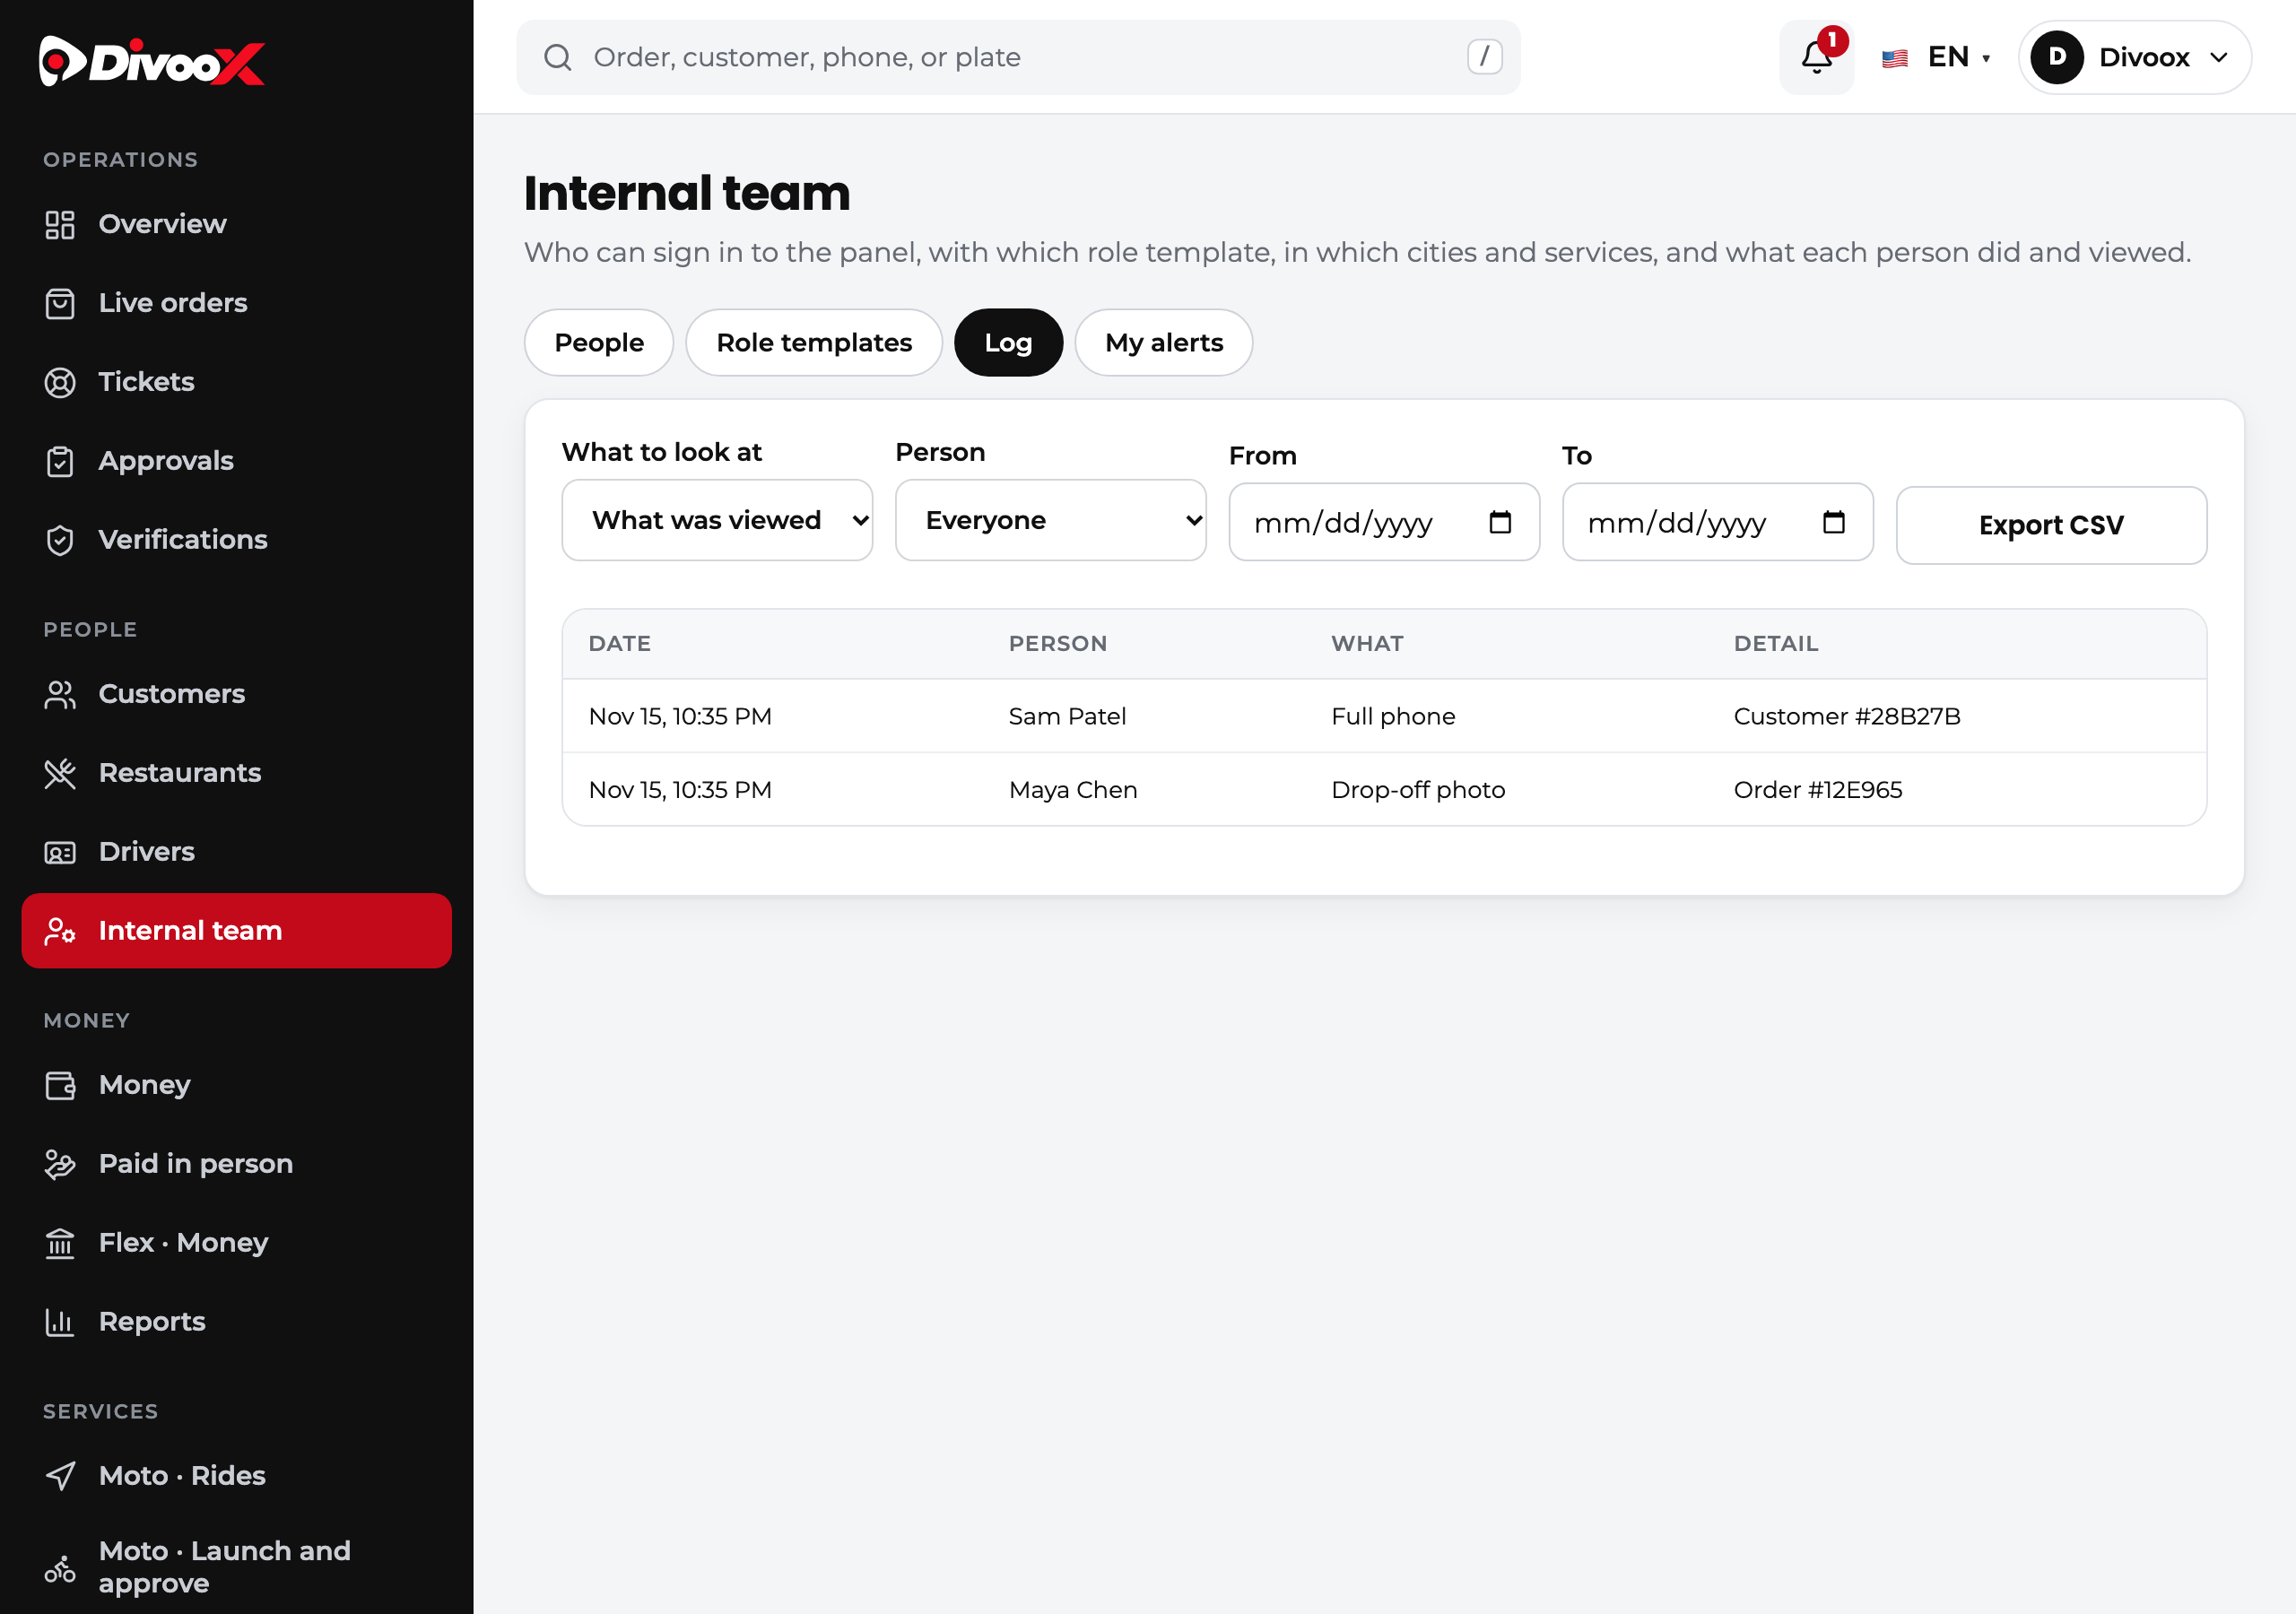 DivooX
OPERATIONS
Overview
Live orders
Tickets
Approvals
Verifications
PEOPLE
Customers
Restaurants
Drivers
Internal team
MONEY
Money
Paid in person
Flex · Money
Reports
SERVICES
Moto · Rides
Moto · Launch and
approve
Order, customer, phone, or plate
/
1
EN
D
Divoox
Internal team
Who can sign in to the panel, with which role template, in which cities and services, and what each person did and viewed.
People
Role templates
Log
My alerts
What to look at
Person
From
To
What was viewed
Everyone
mm/dd/yyyy
mm/dd/yyyy
Export CSV
DATE PERSON WHAT DETAIL
Nov 15, 10:35 PM Sam Patel Full phone Customer #28B27B
Nov 15, 10:35 PM Maya Chen Drop-off photo Order #12E965